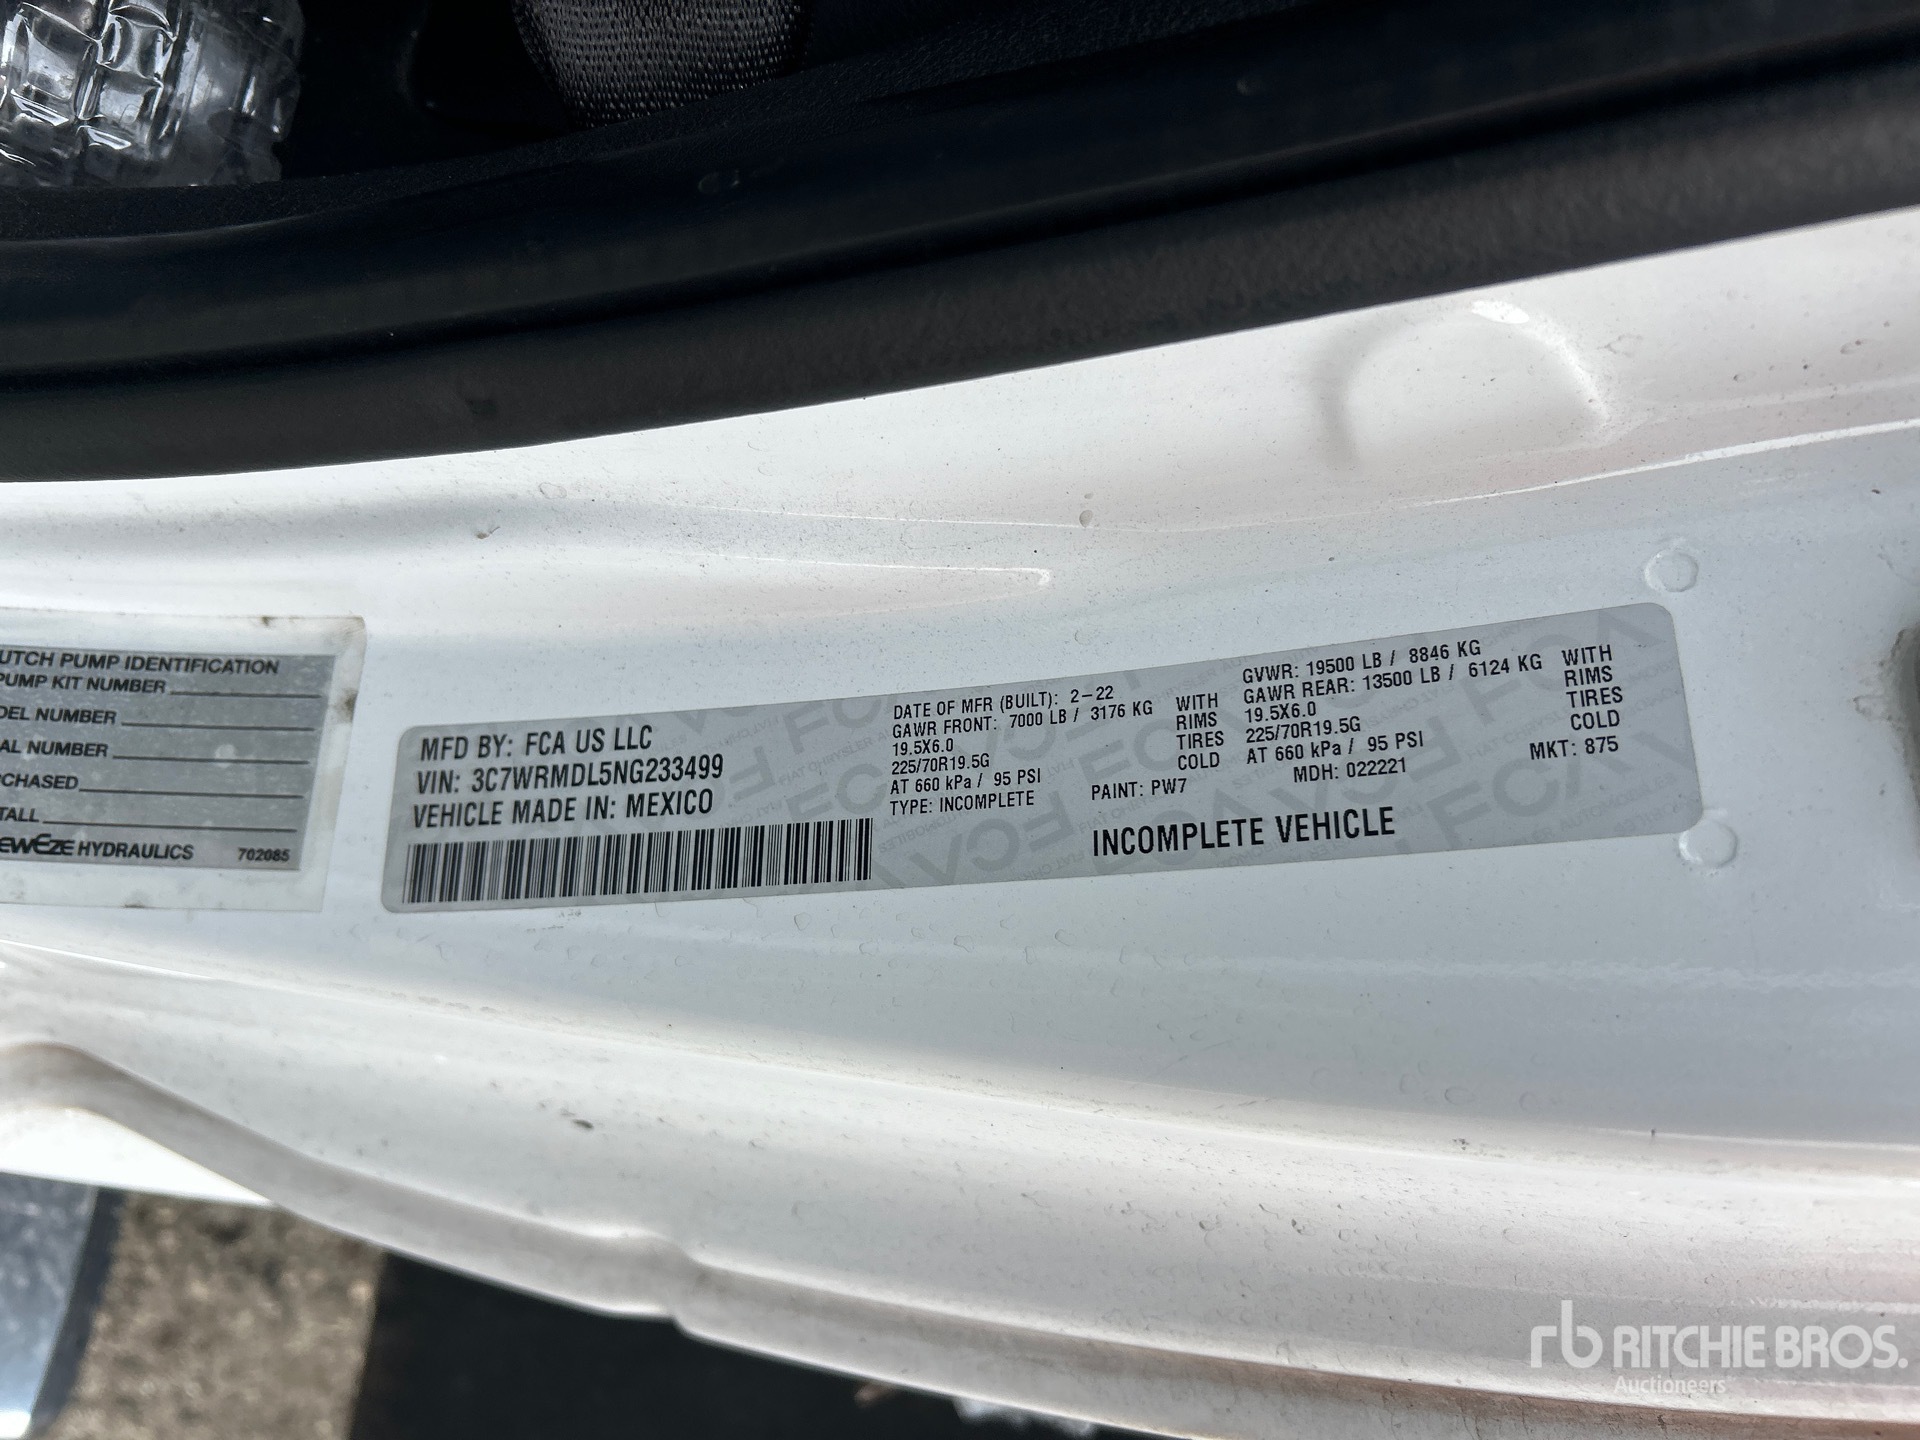 UTCH PUMP IDENTIFICATION
PUMP KIT NUMBER
DEL NUMBER
AL NUMBER
CHASED
TALL
EWEZE HYDRAULICS 702085
MFD BY: FCA US LLC
VIN: 3C7WRMDL5NG233499
VEHICLE MADE IN: MEXICO
DATE OF MFR (BUILT): 2-22
GAWR FRONT: 7000 LB / 3176 KG WITH
19.5X6.0 RIMS
225/70R19.5G TIRES
AT 660 kPa / 95 PSI COLD
TYPE: INCOMPLETE
PAINT: PW7
GVWR: 19500 LB / 8846 KG
GAWR REAR: 13500 LB / 6124 KG WITH
19.5X6.0 RIMS
225/70R19.5G TIRES
AT 660 kPa / 95 PSI COLD
MDH: 022221 MKT: 875
INCOMPLETE VEHICLE
rb RITCHIE BROS.
Auctioneers